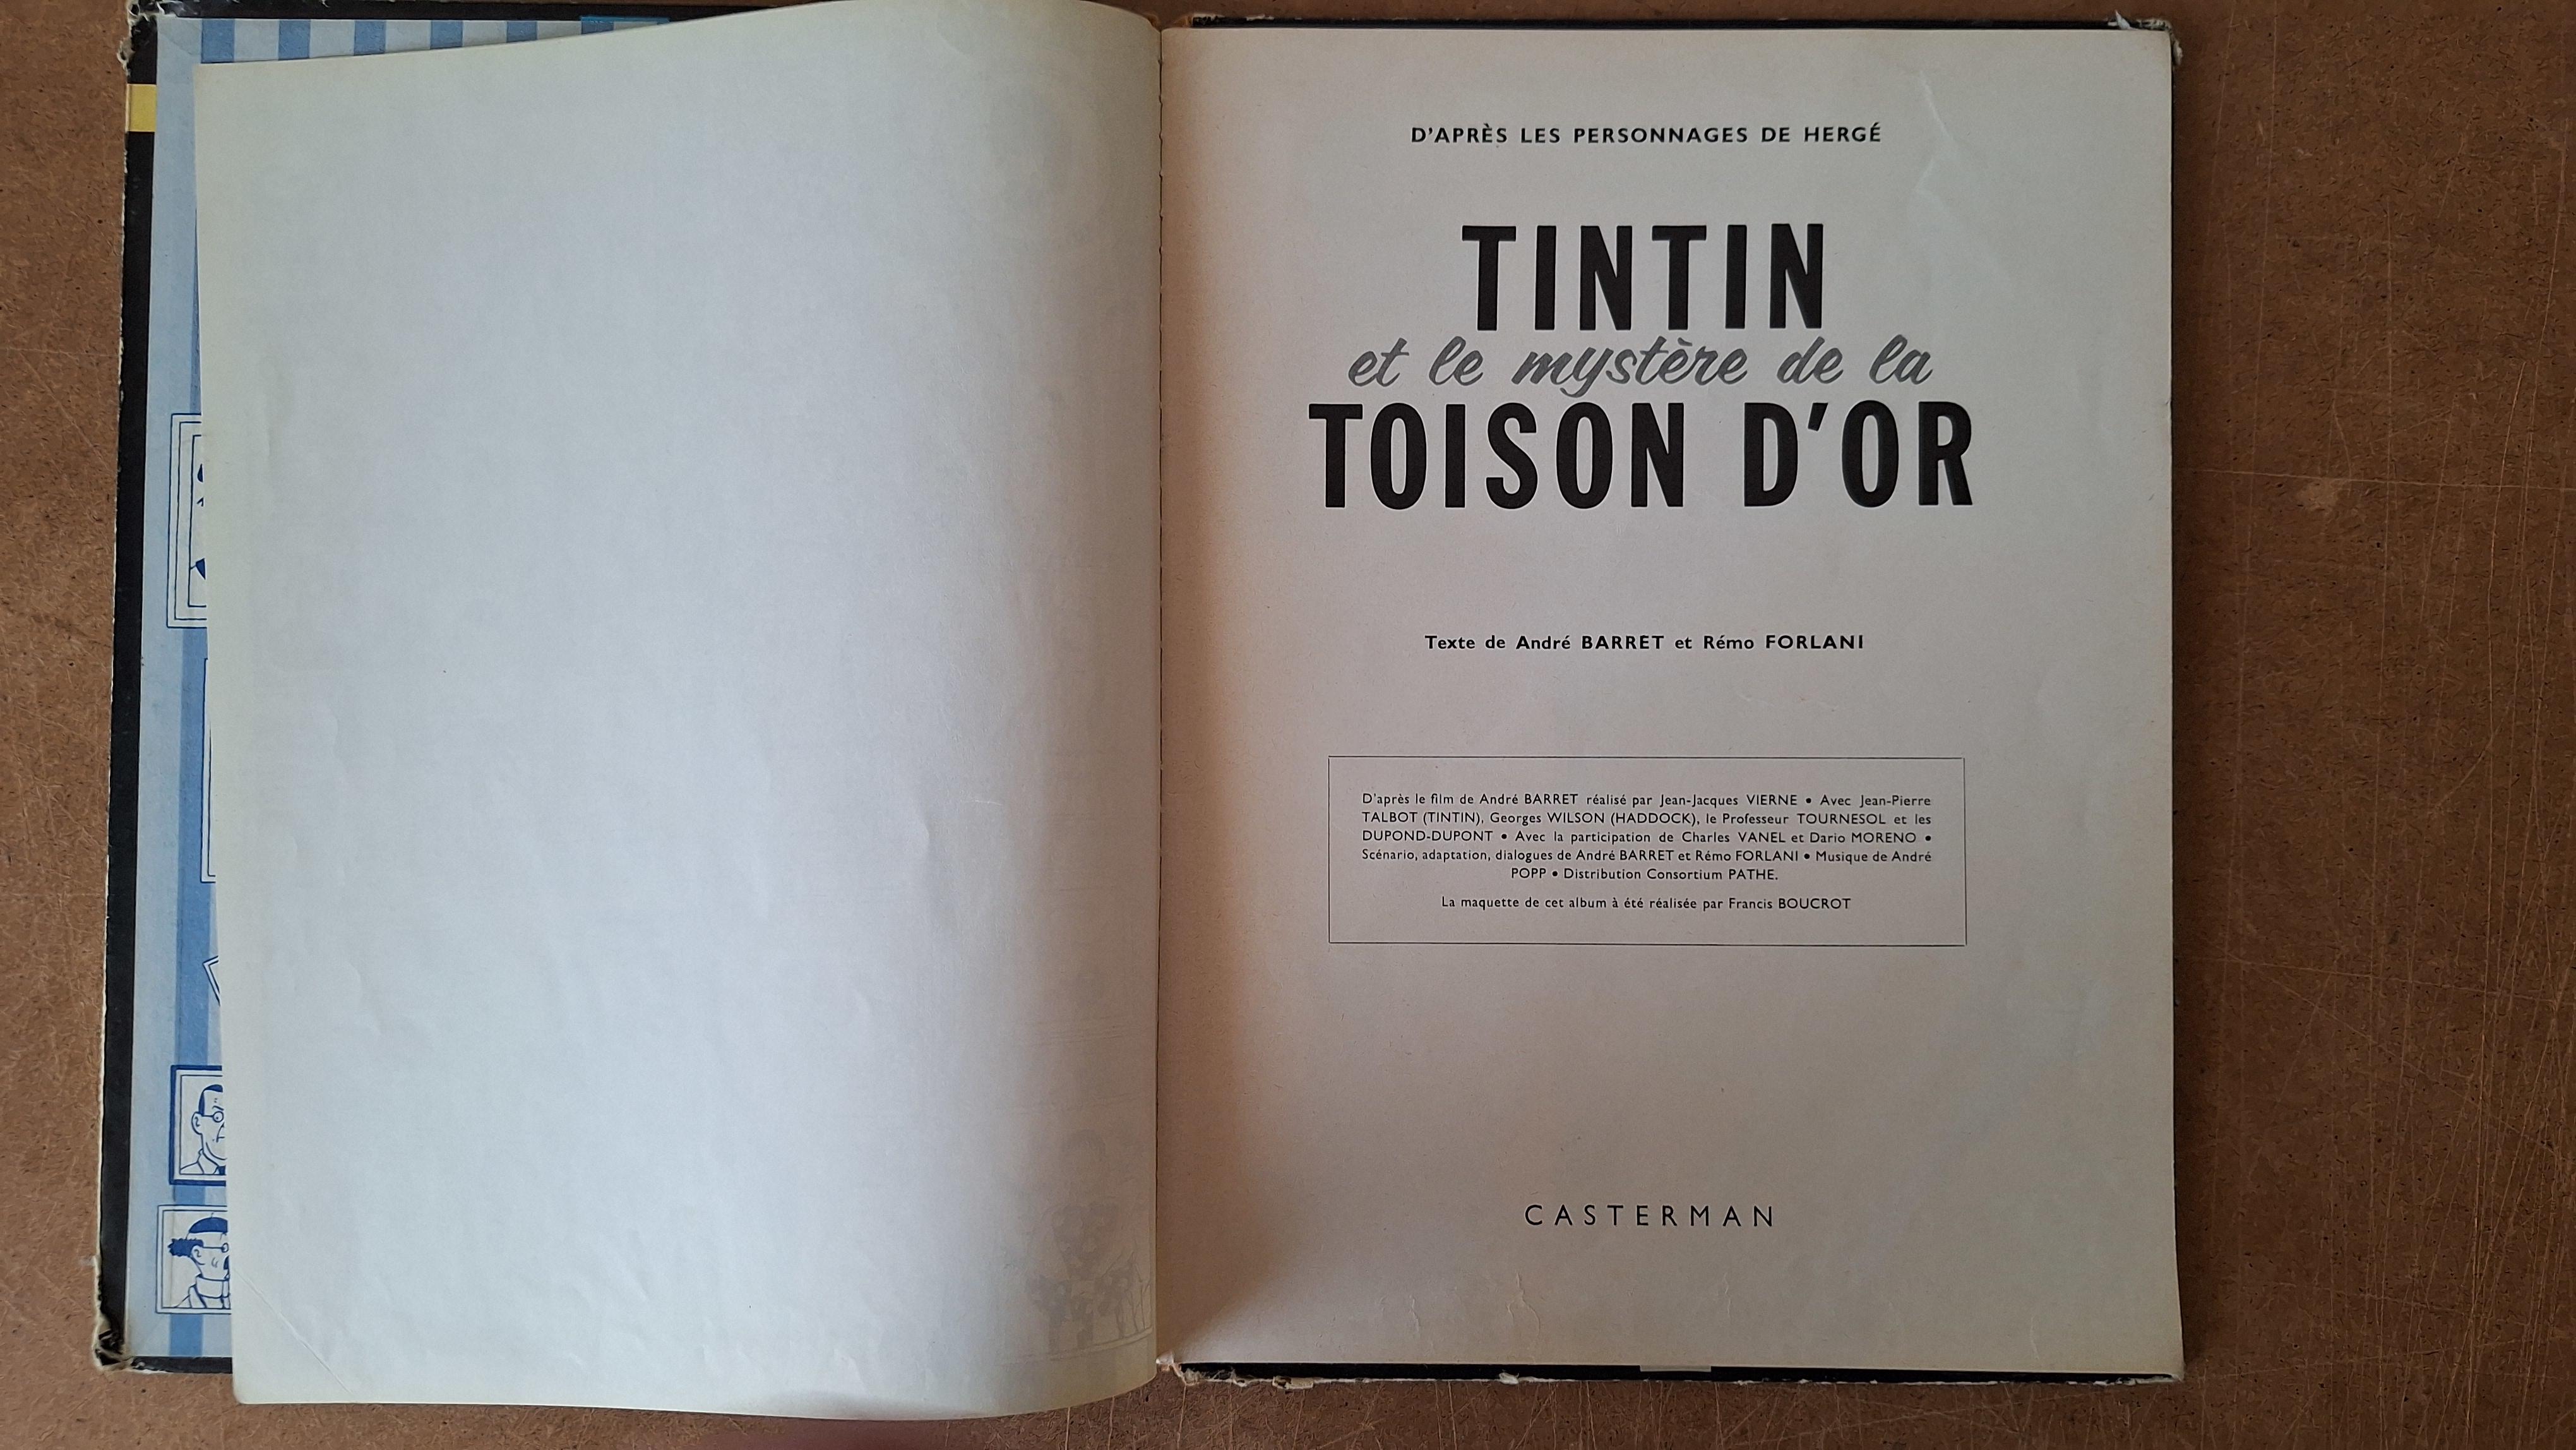 D'APRÈS LES PERSONNAGES DE HERGÉ
TINTIN
et le mystère de la
TOISON D'OR
Texte de André BARRET et Rémo FORLANI
D'après le film de André BARRET réalisé par Jean-Jacques VIERNE • Avec Jean-Pierre
TALBOT (TINTIN), Georges WILSON (HADDOCK), le Professeur TOURNESOL et les
DUPOND-DUPONT • Avec la participation de Charles VANEL et Dario MORENO •
Scénario, adaptation, dialogues de André BARRET et Rémo FORLANI • Musique de André
POPP • Distribution Consortium PATHE.
La maquette de cet album à été réalisée par Francis BOUCROT
CASTERMAN